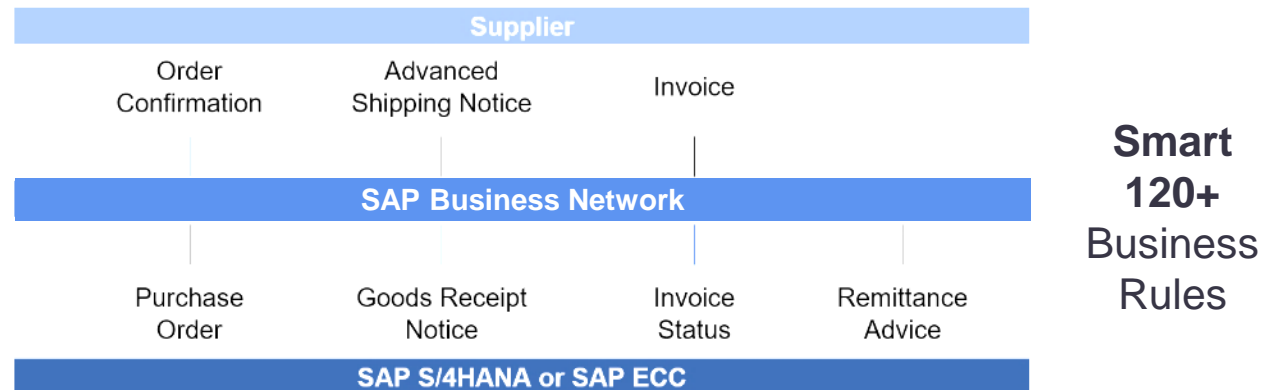 Supplier
Order
Confirmation
Advanced
Shipping Notice
Invoice
SAP Business Network
Purchase
Order
Goods Receipt
Notice
Invoice
Status
Remittance
Advice
SAP S/4HANA or SAP ECC
Smart
120+
Business
Rules